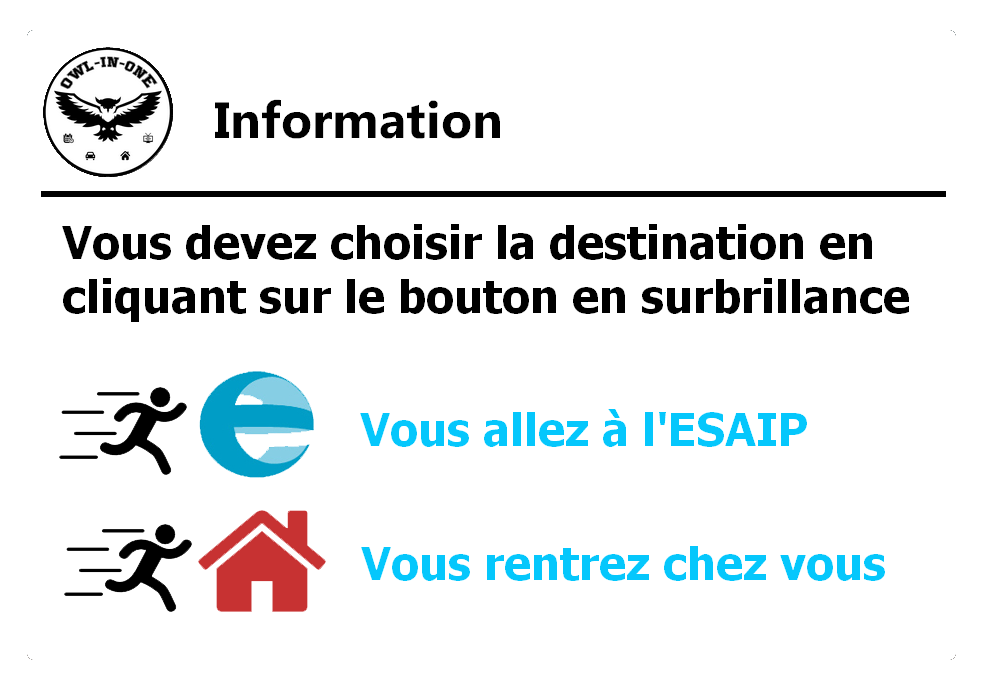 OWL-IN-ONE
Information
Vous devez choisir la destination en
cliquant sur le bouton en surbrillance
Vous allez à l'ESAIP
Vous rentrez chez vous